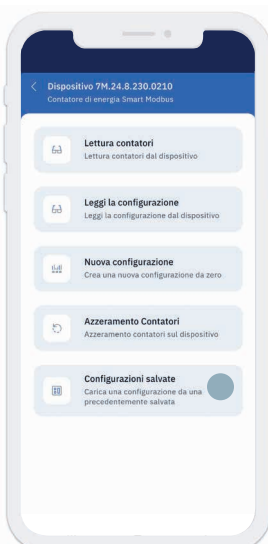 Dispositivo 7M.24.8.230.0210
Contatore di energia Smart Modbus
Lettura contatori
Lettura contatori dal dispositivo
Leggi la configurazione
Leggi la configurazione dal dispositivo
Nuova configurazione
Crea una nuova configurazione da zero
Azzeramento Contatori
Azzeramento contatori sul dispositivo
Configurazioni salvate
Carica una configurazione da una
precedentemente salvata